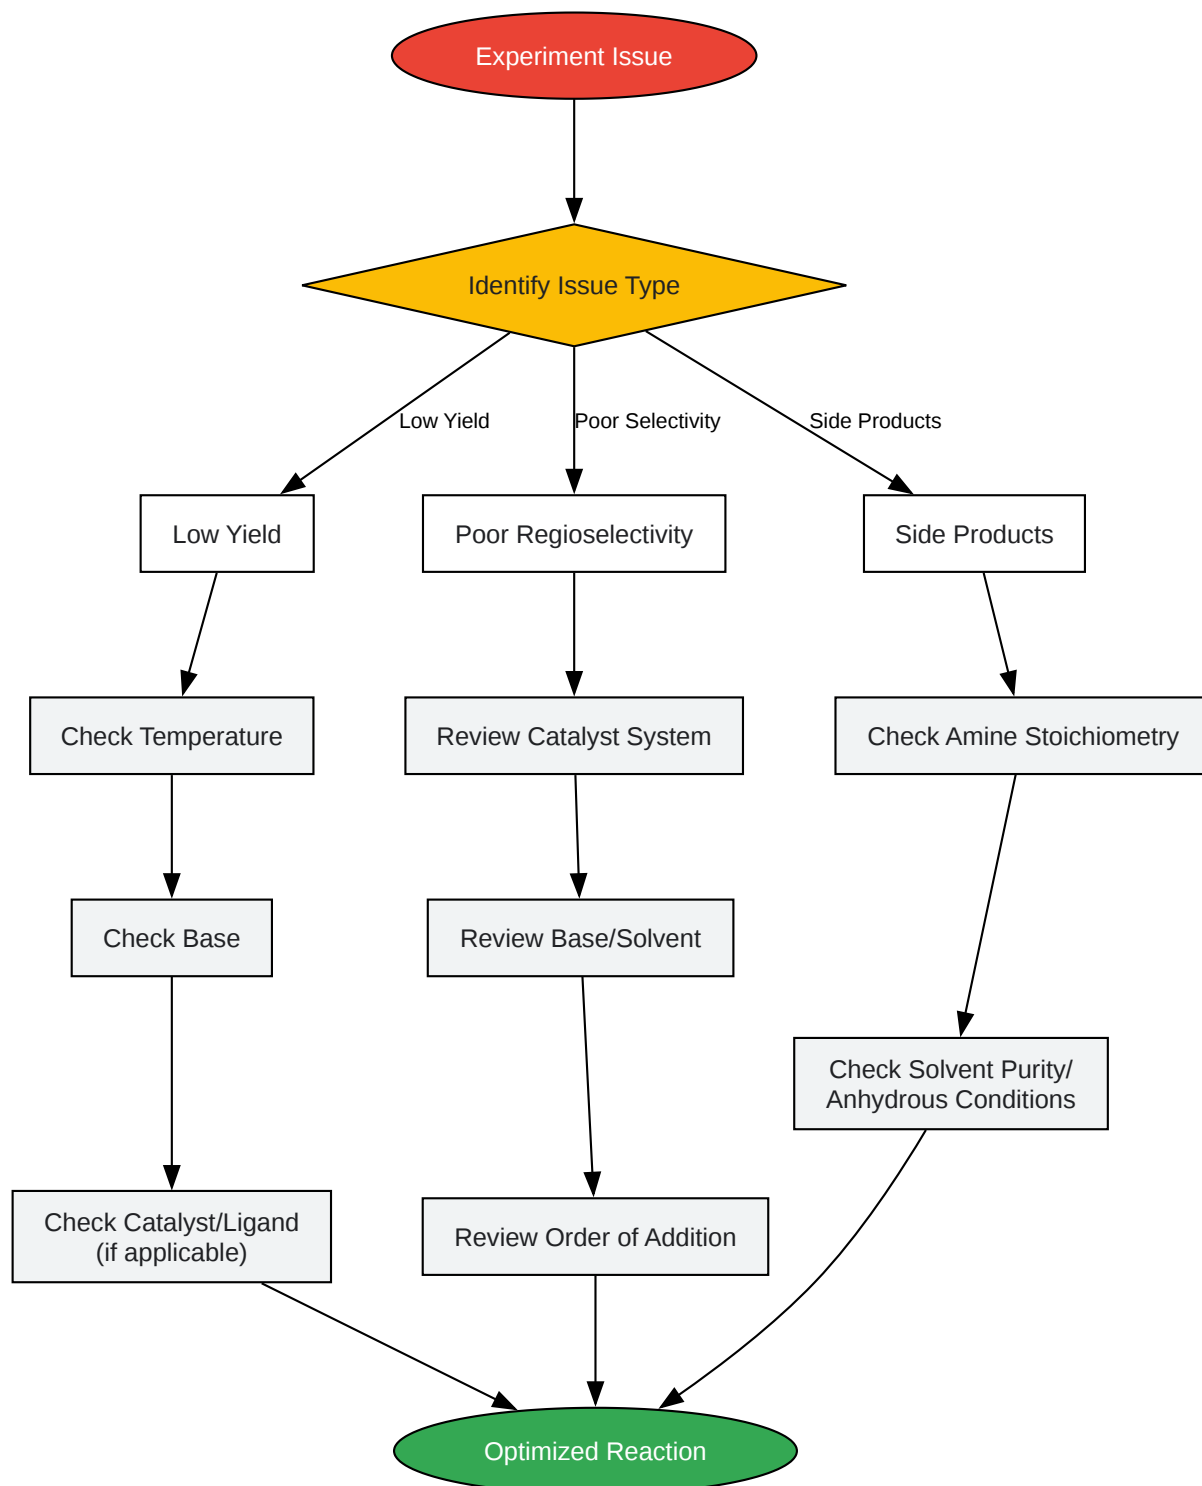 Experiment Issue
Identify Issue Type
Low Yield
Poor Selectivity
Side Products
Low Yield
Poor Regioselectivity
Side Products
Check Temperature
Review Catalyst System
Check Amine Stoichiometry
Check Base
Review Base/Solvent
Check Solvent Purity/
Anhydrous Conditions
Check Catalyst/Ligand
(if applicable)
Review Order of Addition
Optimized Reaction